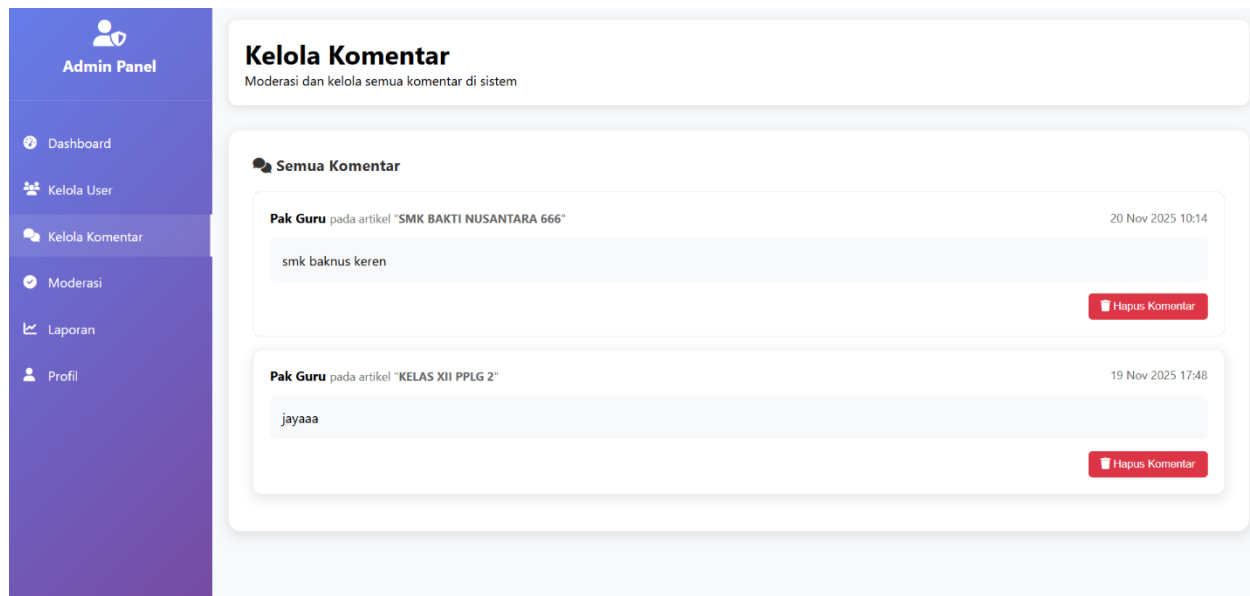 Admin Panel
Dashboard
Kelola User
Kelola Komentar
Moderasi
Laporan
Profil
Kelola Komentar
Moderasi dan kelola semua komentar di sistem
Semua Komentar
Pak Guru pada artikel "SMK BAKTI NUSANTARA 666" 20 Nov 2025 10:14
smk baknus keren
Hapus Komentar
Pak Guru pada artikel "KELAS XII PPLG 2" 19 Nov 2025 17:48
jayaaa
Hapus Komentar